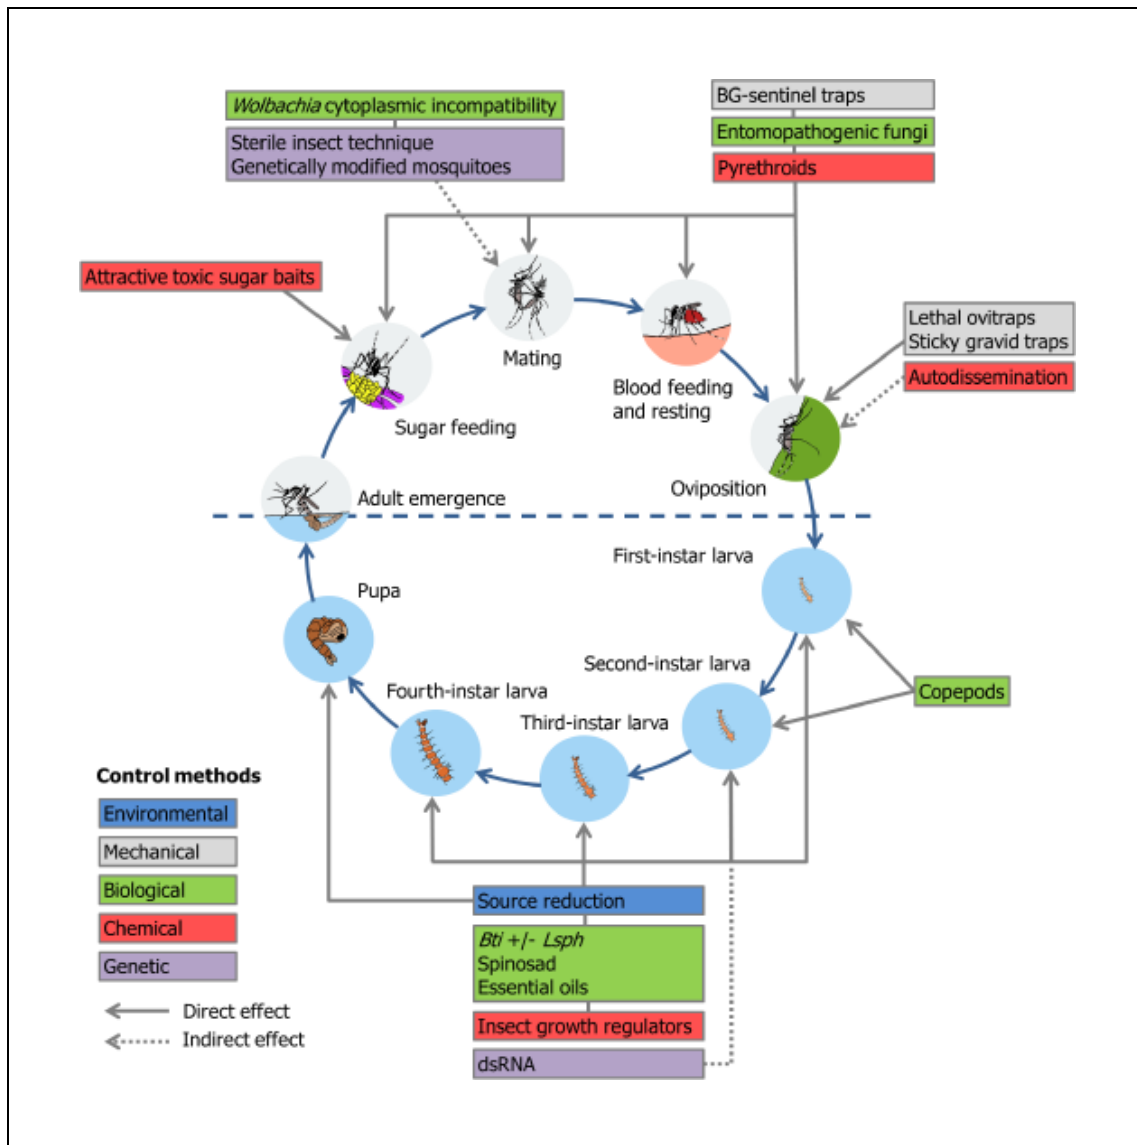 Wolbachia cytoplasmic incompatibility
Sterile insect technique
Genetically modified mosquitoes
BG-sentinel traps
Entomopathogenic fungi
Pyrethroids
Attractive toxic sugar baits
Mating
Blood feeding
and resting
Lethal ovitraps
Sticky gravid traps
Autodissemination
Sugar feeding
Oviposition
Adult emergence
First-instar larva
Pupa
Second-instar larva
Fourth-instar larva
Third-instar larva
Copepods
Control methods
Environmental
Mechanical
Biological
Chemical
Genetic
Direct effect
Indirect effect
Source reduction
Bti +/- Lsph
Spinosad
Essential oils
Insect growth regulators
dsRNA